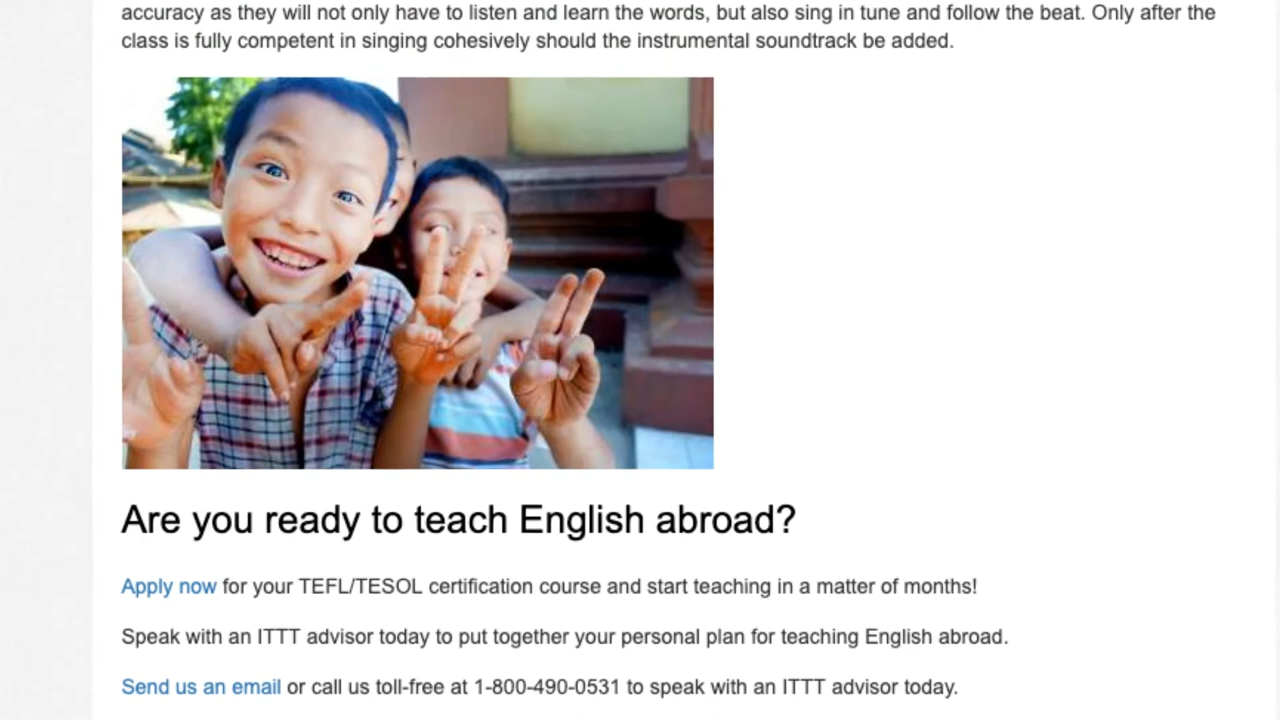 accuracy as they will not only have to listen and learn the words, but also sing in tune and follow the beat. Only after the
class is fully competent in singing cohesively should the instrumental soundtrack be added.
Are you ready to teach English abroad?
Apply now for your TEFL/TESOL certification course and start teaching in a matter of months!
Speak with an ITTT advisor today to put together your personal plan for teaching English abroad.
Send us an email or call us toll-free at 1-800-490-0531 to speak with an ITTT advisor today.